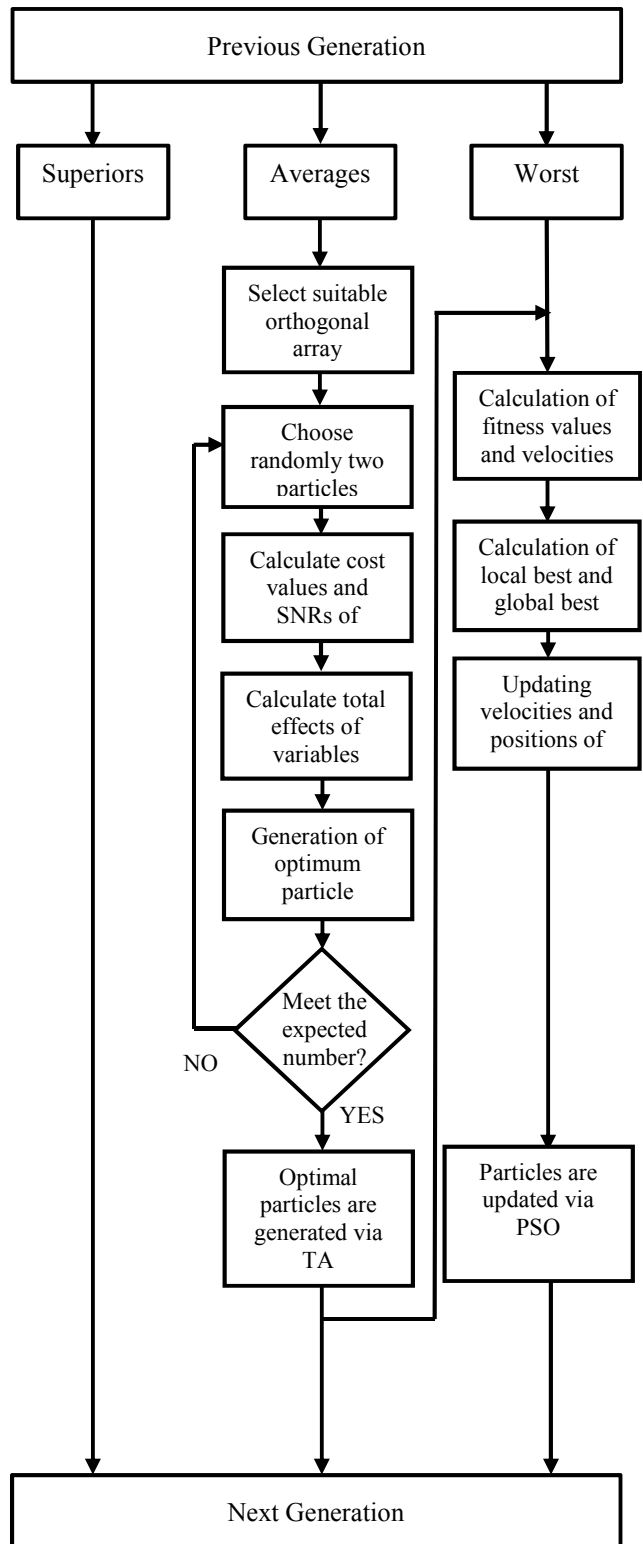 Previous Generation
Superiors
Averages
Worst
Select suitable
orthogonal
array
Choose
randomly two
particles
Calculate cost
values and
SNRs of
Calculate total
effects of
variables
Generation of
optimum
particle
Meet the
expected
number?
NO
YES
Optimal
particles are
generated via
TA
Calculation of
fitness values
and velocities
Calculation of
local best and
global best
Updating
velocities and
positions of
Particles are
updated via
PSO
Next Generation